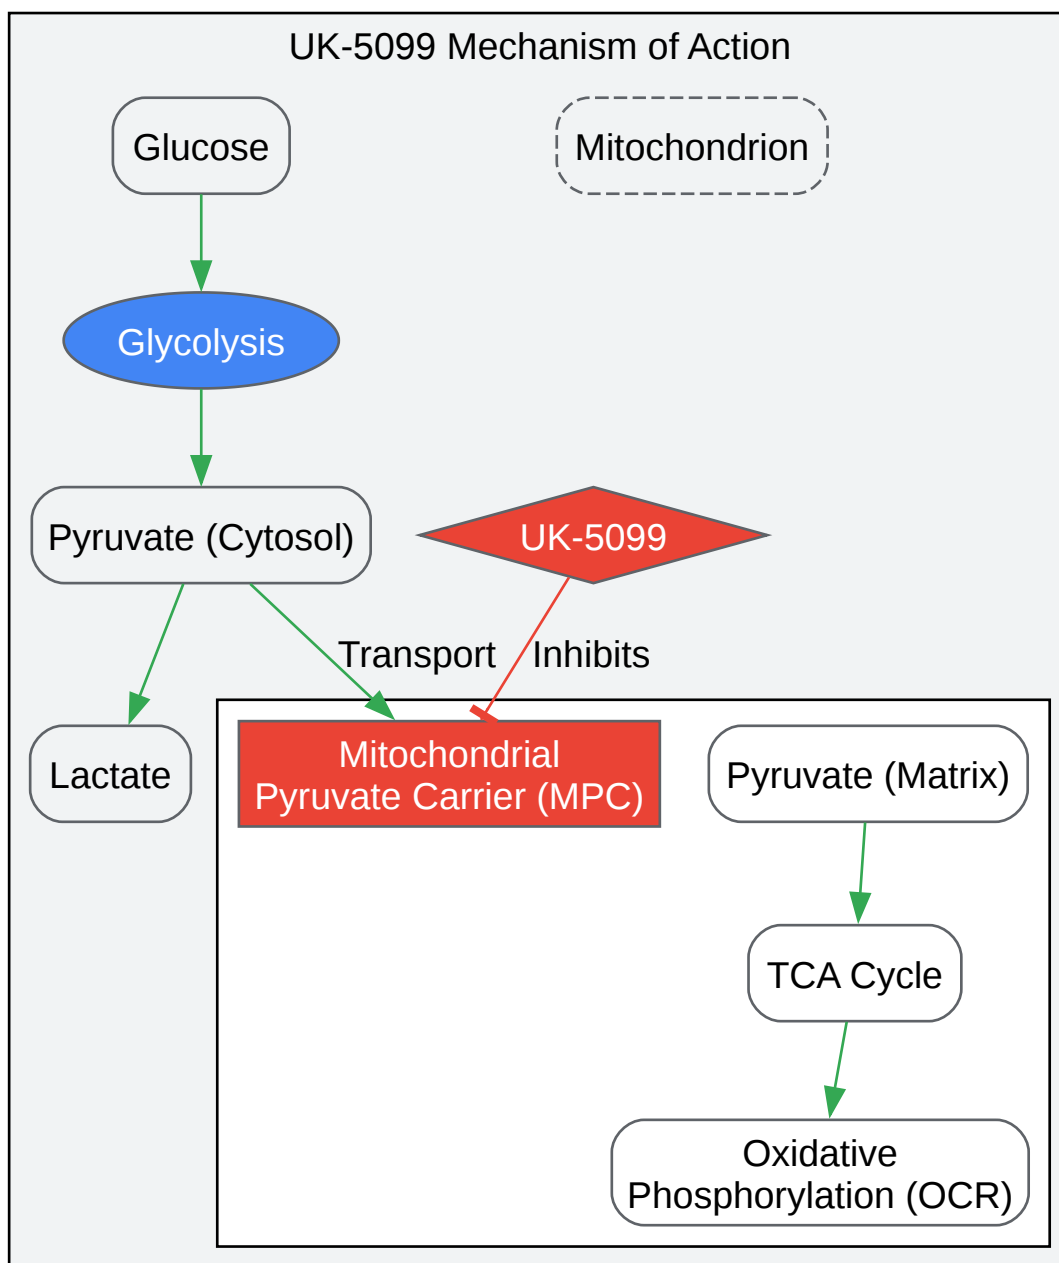 UK-5099 Mechanism of Action
Glucose
Mitochondrion
Glycolysis
Pyruvate (Cytosol)
UK-5099
Transport
Inhibits
Lactate
Mitochondrial
Pyruvate Carrier (MPC)
Pyruvate (Matrix)
TCA Cycle
Oxidative
Phosphorylation (OCR)